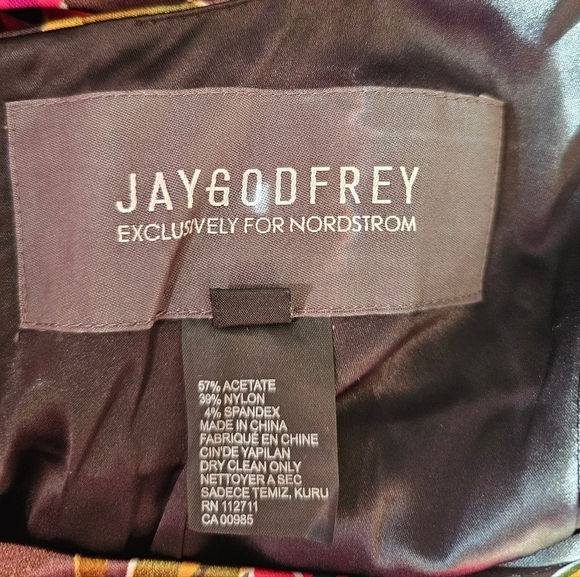 JAYGODFREY
EXCLUSIVELY FOR NORDSTROM
57% ACETATE
39% NYLON
4% SPANDEX
MADE IN CHINA
FABRIQUÉ EN CHINE
CIN'DE YAPILAN
DRY CLEAN ONLY
NETTOYER A SEC
SADECE TEMIZ, KURU
RN 112711
CA 00985